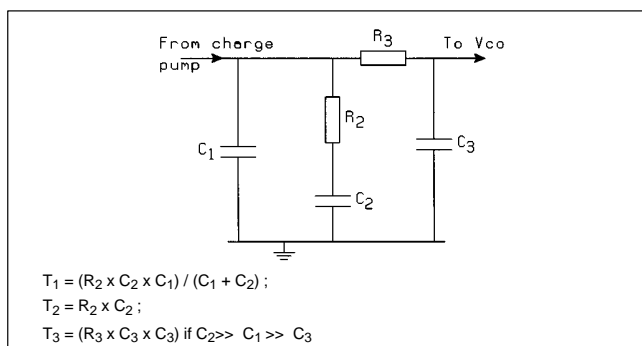 From charge pump
R3
To Vco
R2
C1
C3
C2
T1 = (R2 x C2 x C1) / (C1 + C2) ;
T2 = R2 x C2 ;
T3 = (R3 x C3 x C3) if C2>> C1 >> C3